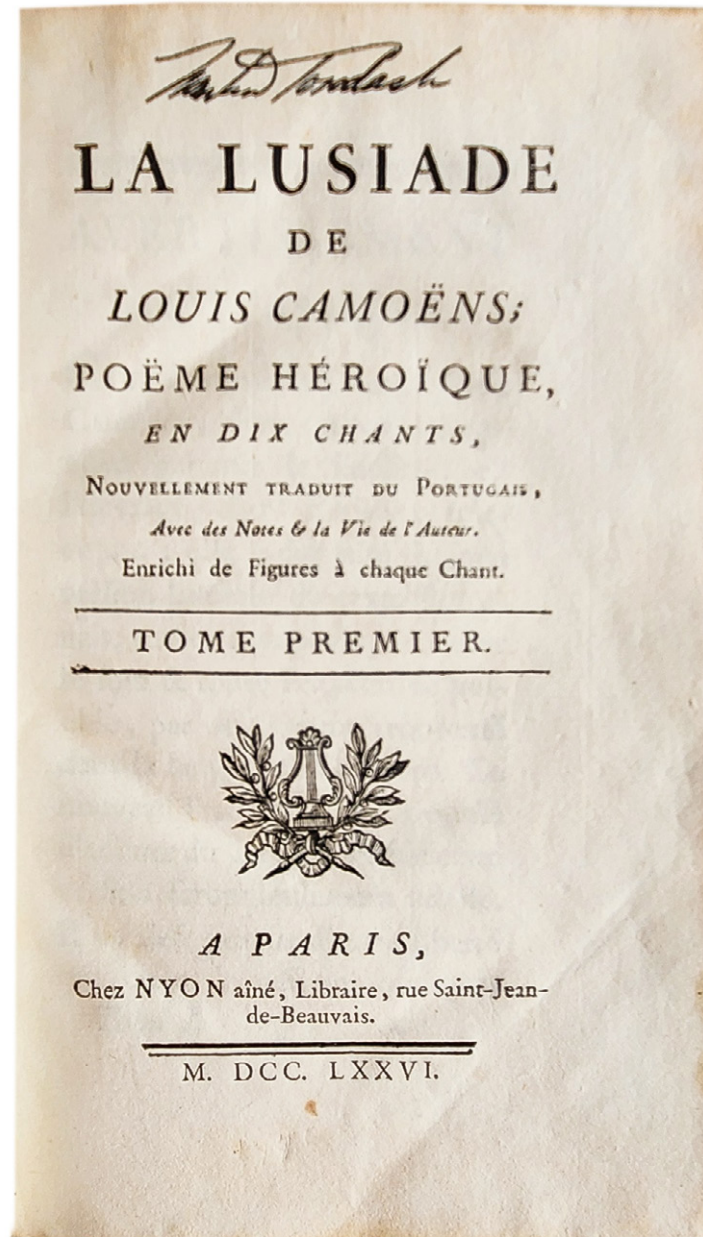 LA LUSIADE
DE
LOUIS CAMOËNS;
POËME HÉROÏQUE,
EN DIX CHANTS,
NOUVELLEMENT TRADUIT DU PORTUGAIS,
Avec des Notes & la Vie de l'Auteur.
Enrichi de Figures à chaque Chant.
TOME PREMIER.
A PARIS,
Chez NYON aîné, Libraire, rue Saint-Jean-
de-Beauvais.
M. DCC. LXXVI.